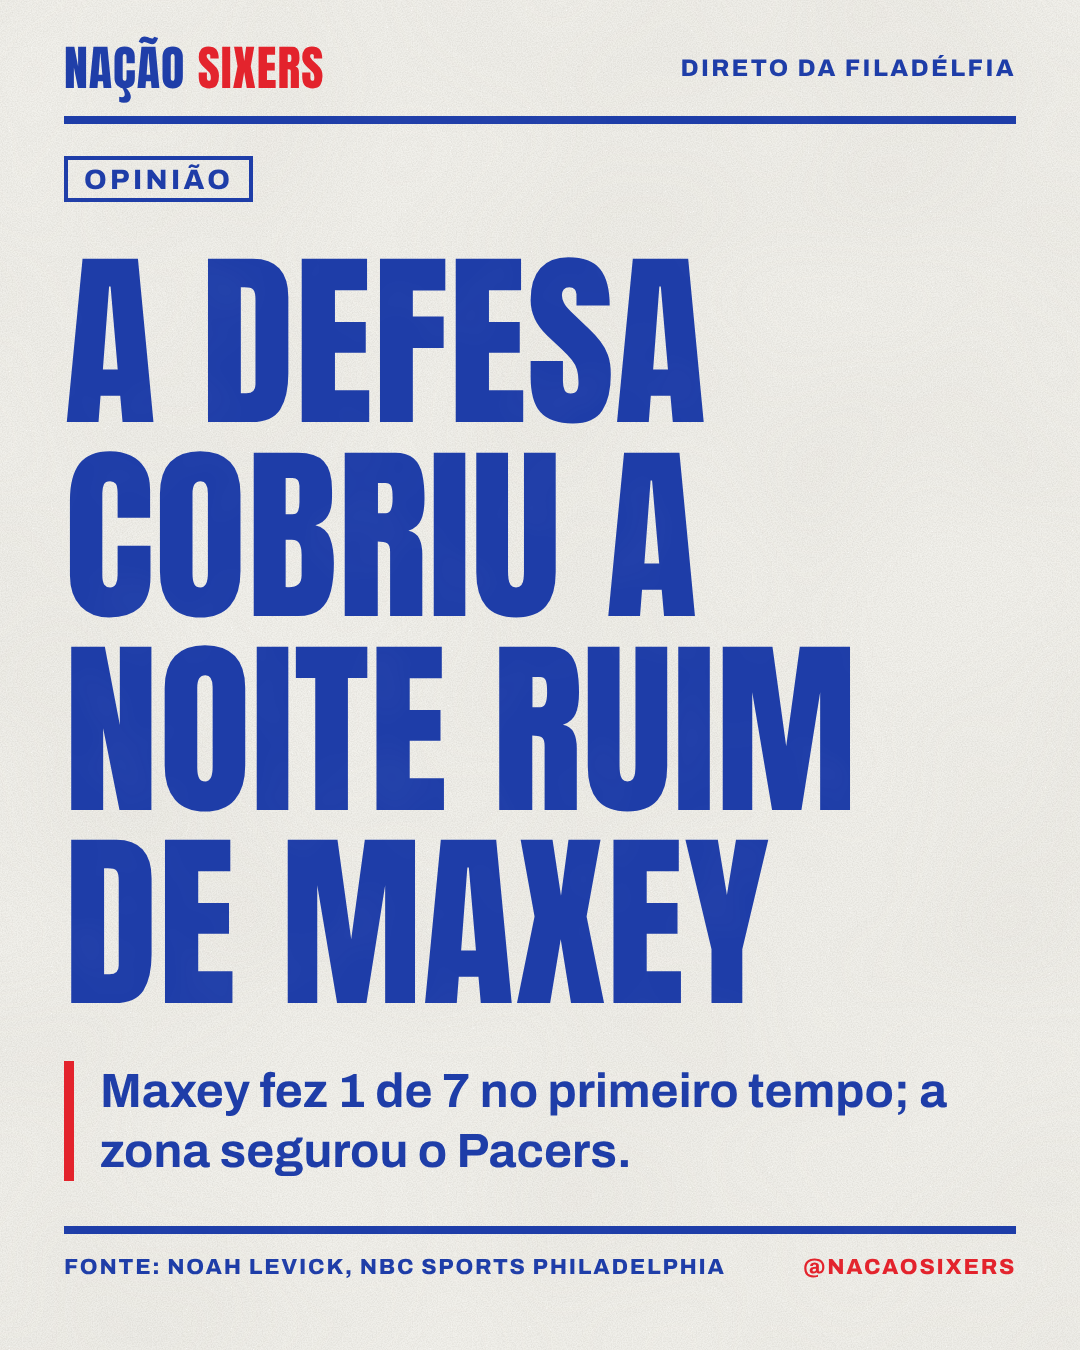 NAÇÃO SIXERS
DIRETO DA FILADÉLFIA
OPINIÃO
A DEFESA
COBRIU A
NOITE RUIM
DE MAXEY
Maxey fez 1 de 7 no primeiro tempo; a
zona segurou o Pacers.
FONTE: NOAH LEVICK, NBC SPORTS PHILADELPHIA
@NACAOSIXERS